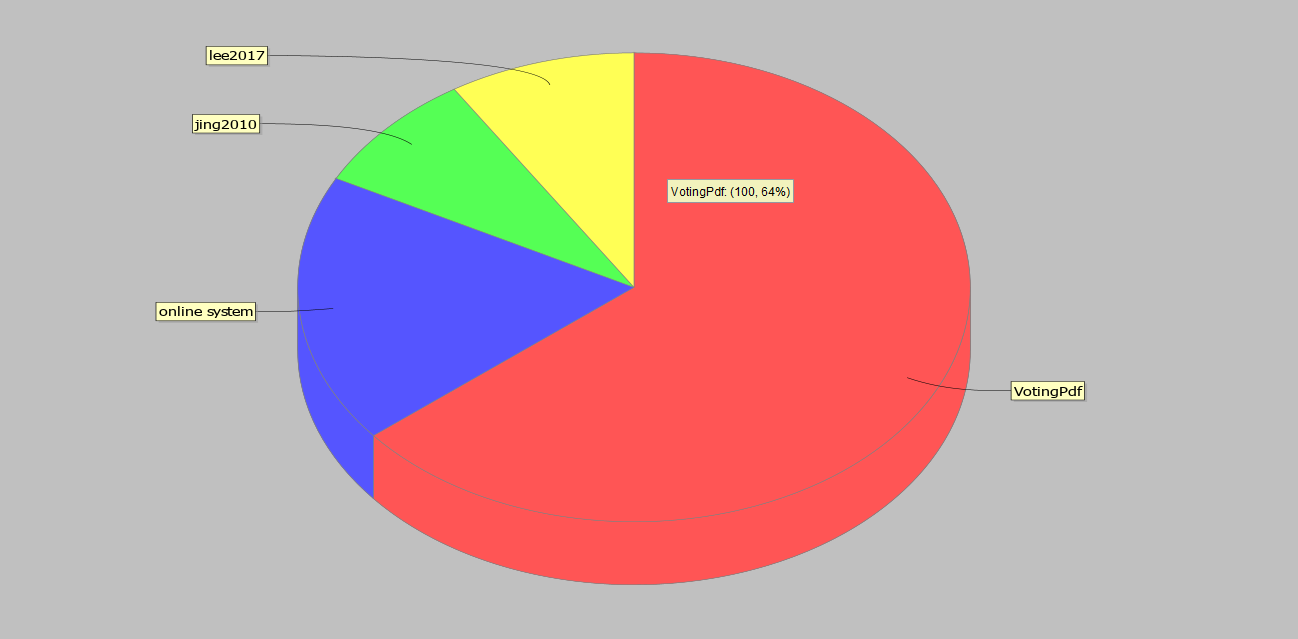 lee2017
jing2010
VotingPdf: (100, 64%)
online system
VotingPdf